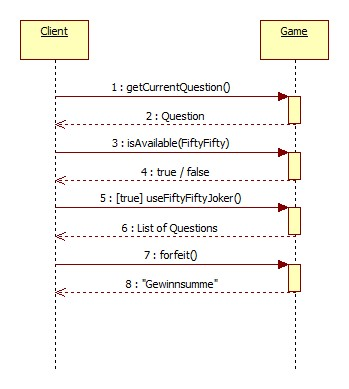 Client
Game
1 : getCurrentQuestion()
2 : Question
3 : isAvailable(FiftyFifty)
4 : true / false
5 : [true] useFiftyFiftyJoker()
6 : List of Questions
7 : forfeit()
8 : "Gewinnsumme"